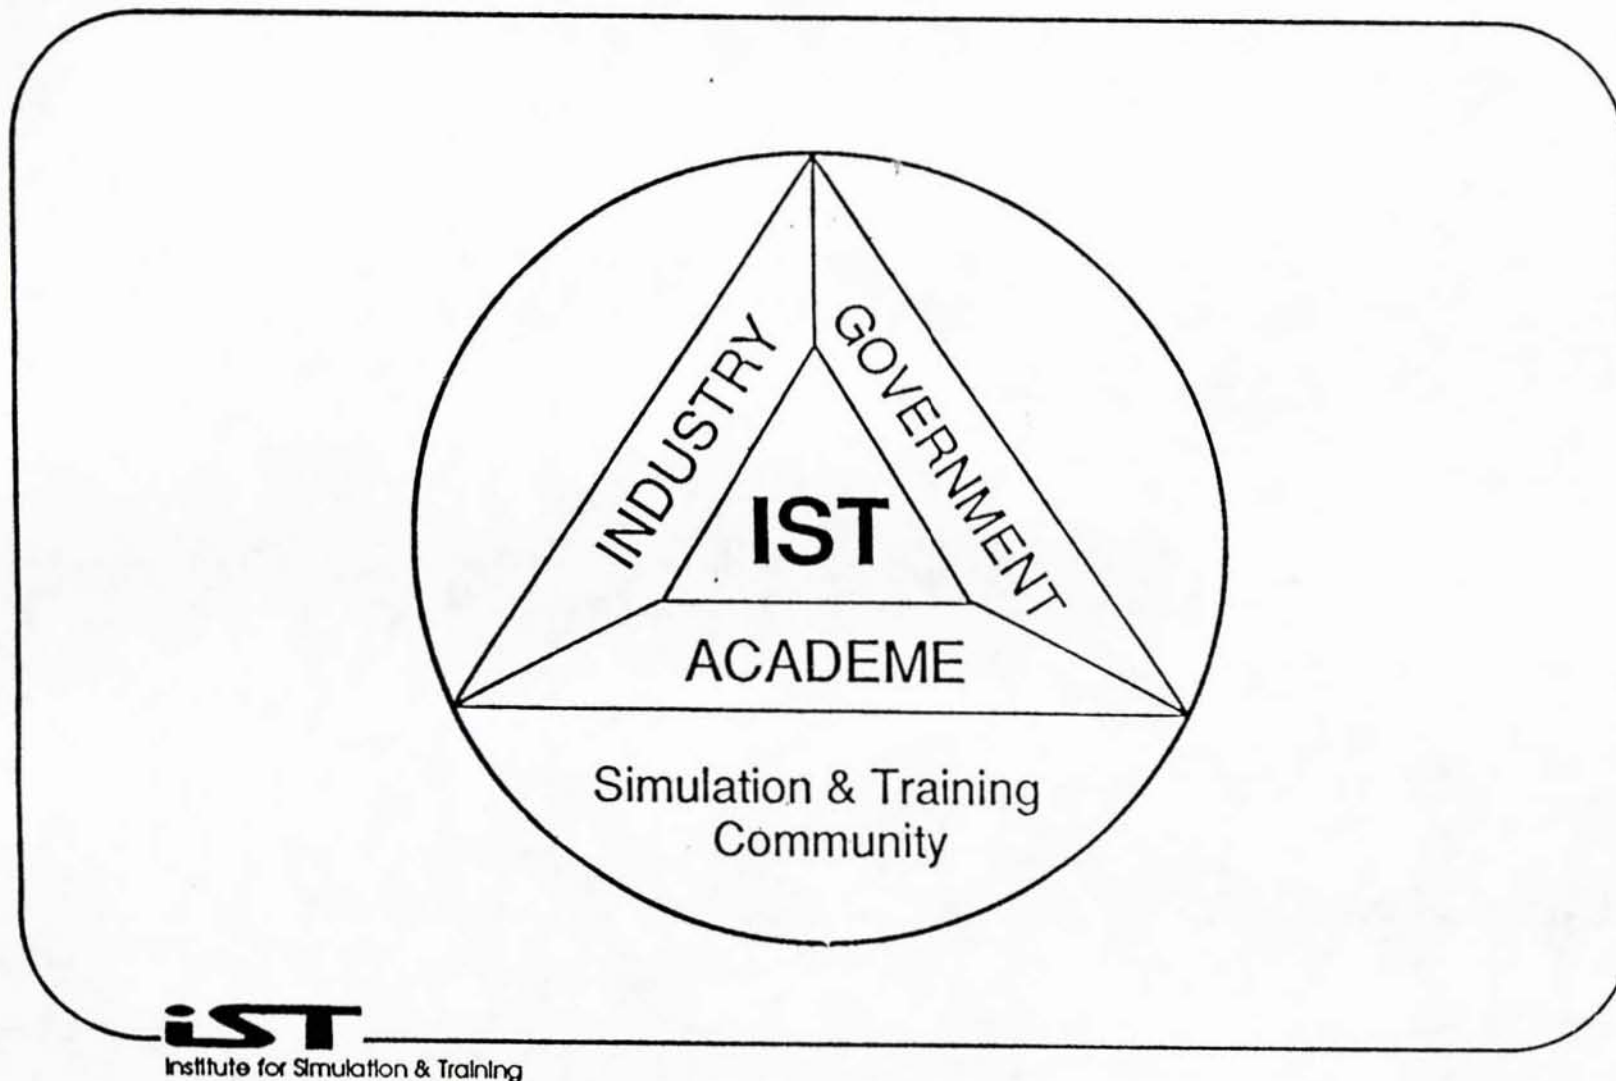 INDUSTRY
GOVERNMENT
IST
ACADEME
Simulation & Training
Community
iST
Institute for Simulation & Training